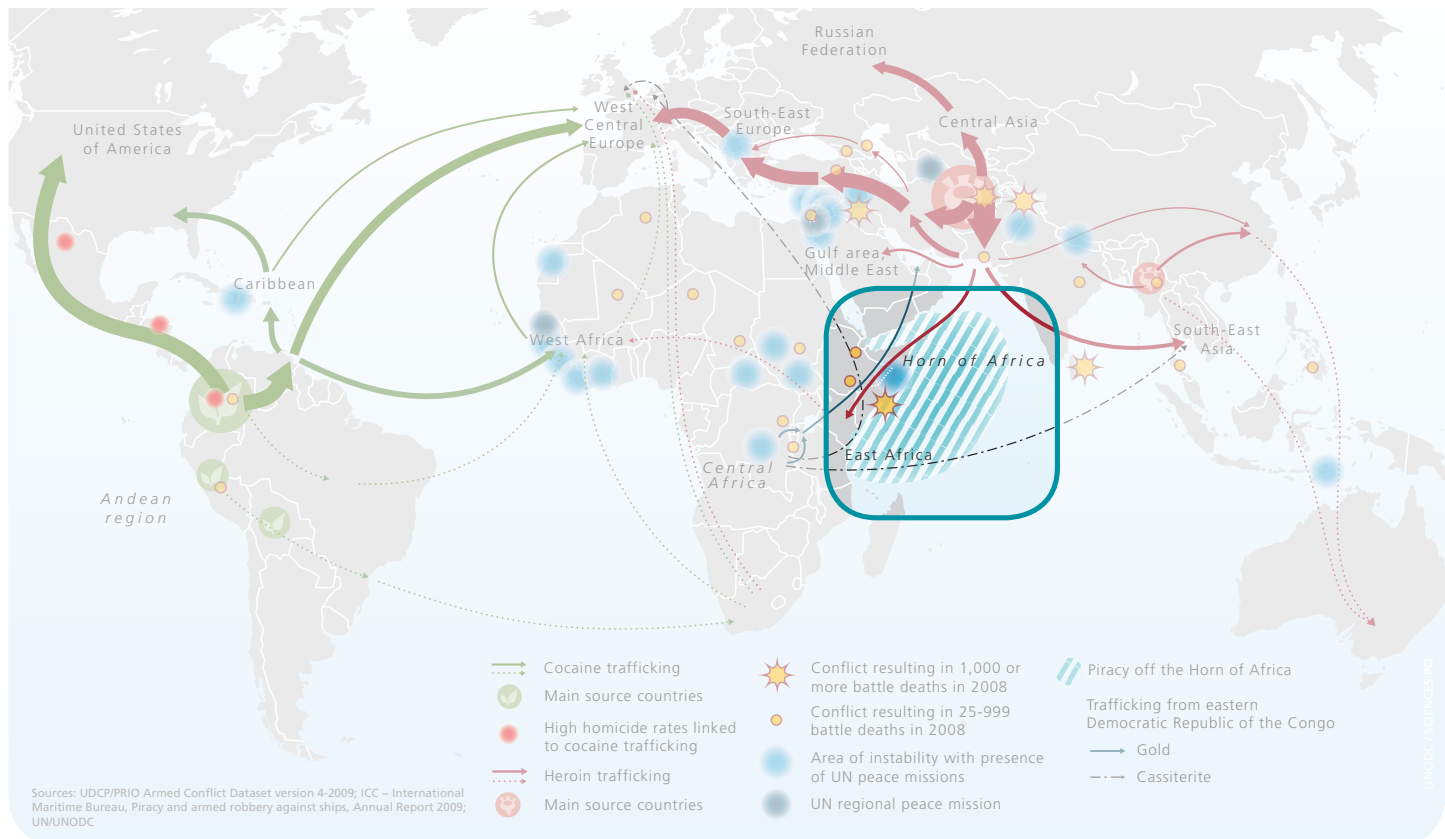 Russian
Federation
United States
of America
West
Central
Europe
South-East
Europe
Central Asia
Gulf area,
Middle East
Caribbean
West Africa
Horn of Africa
South-East
Asia
East Africa
Central
Africa
Andean
region
Cocaine trafficking
Main source countries
High homicide rates linked
to cocaine trafficking
Heroin trafficking
Main source countries
Conflict resulting in 1,000 or
more battle deaths in 2008
Conflict resulting in 25-999
battle deaths in 2008
Area of instability with presence
of UN peace missions
UN regional peace mission
Piracy off the Horn of Africa
Trafficking from eastern
Democratic Republic of the Congo
Gold
Cassiterite
Sources: UDCP/PRIO Armed Conflict Dataset version 4-2009; ICC – International
Maritime Bureau, Piracy and armed robbery against ships, Annual Report 2009;
UN/UNODC
UNODC / SCIENCES PO